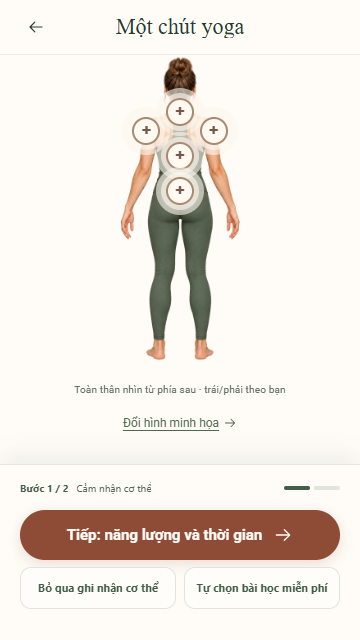 Một chút yoga
Toàn thân nhìn từ phía sau · trái/phải theo bạn
Đổi hình minh họa →
Bước 1 / 2 Cảm nhận cơ thể
Tiếp: năng lượng và thời gian →
Bỏ qua ghi nhận cơ thể
Tự chọn bài học miễn phí